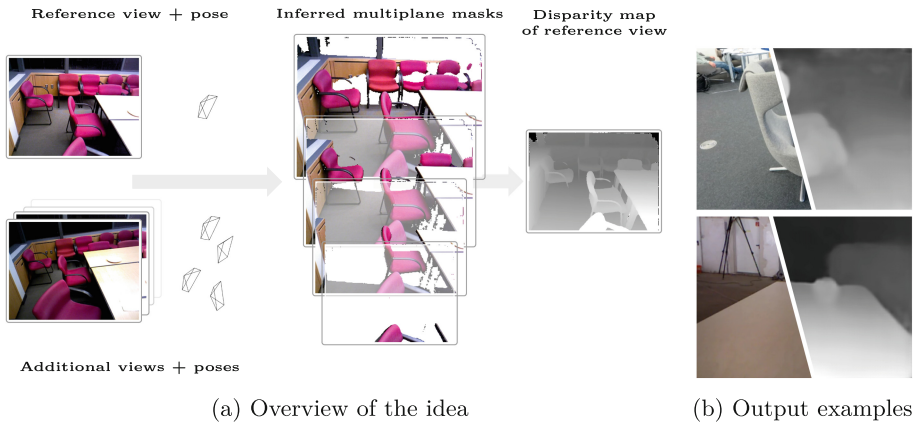 Reference view + pose
Inferred multiplane masks
Disparity map
of reference view
Additional views + poses
(a) Overview of the idea
(b) Output examples